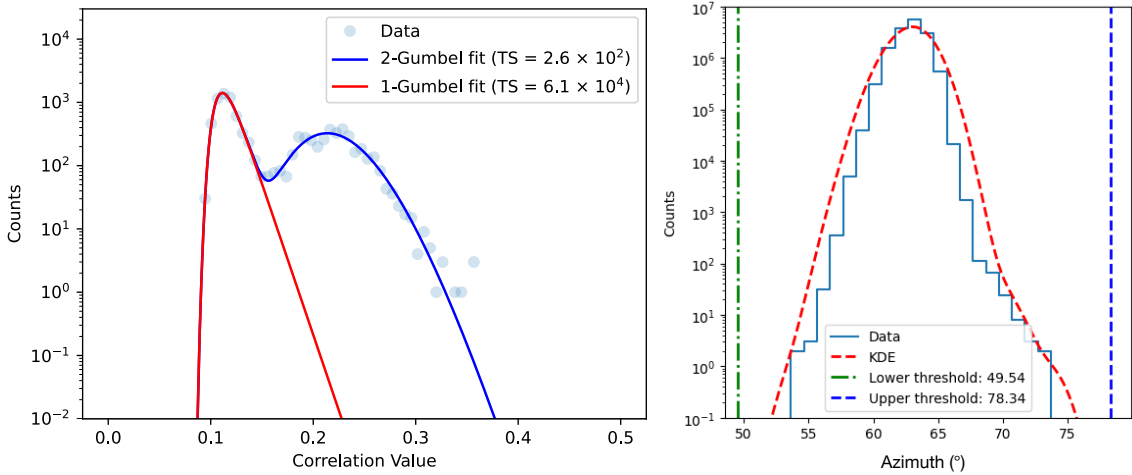 Data
2-Gumbel fit (TS = 2.6 × 10²)
1-Gumbel fit (TS = 6.1 × 10⁴)
10⁴
10³
10²
10¹
10⁰
10⁻¹
10⁻²
Counts
0.0 0.1 0.2 0.3 0.4 0.5
Correlation Value
10⁷
10⁶
10⁵
10⁴
10³
10²
10¹
10⁰
10⁻¹
Counts
Data
KDE
Lower threshold: 49.54
Upper threshold: 78.34
50 55 60 65 70 75
Azimuth (°)